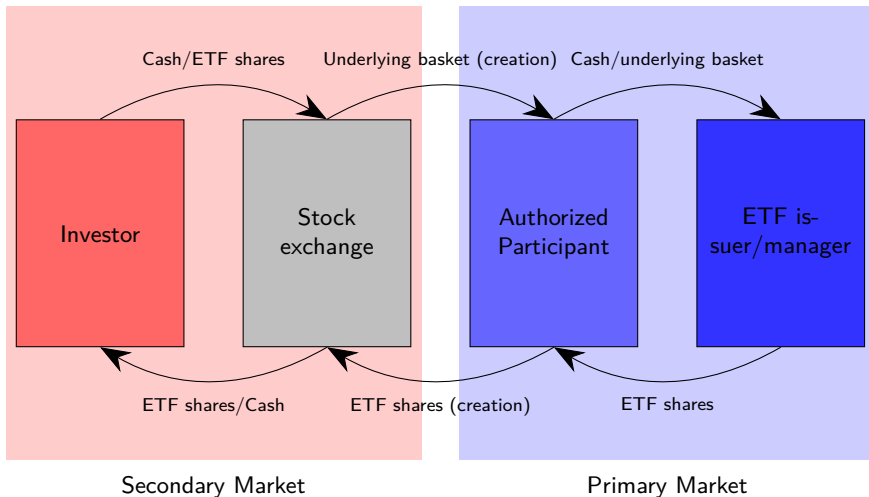 Cash/ETF shares
Underlying basket (creation)
Cash/underlying basket
Investor
Stock
exchange
Authorized
Participant
ETF is-
suer/manager
ETF shares/Cash
ETF shares (creation)
ETF shares
Secondary Market
Primary Market